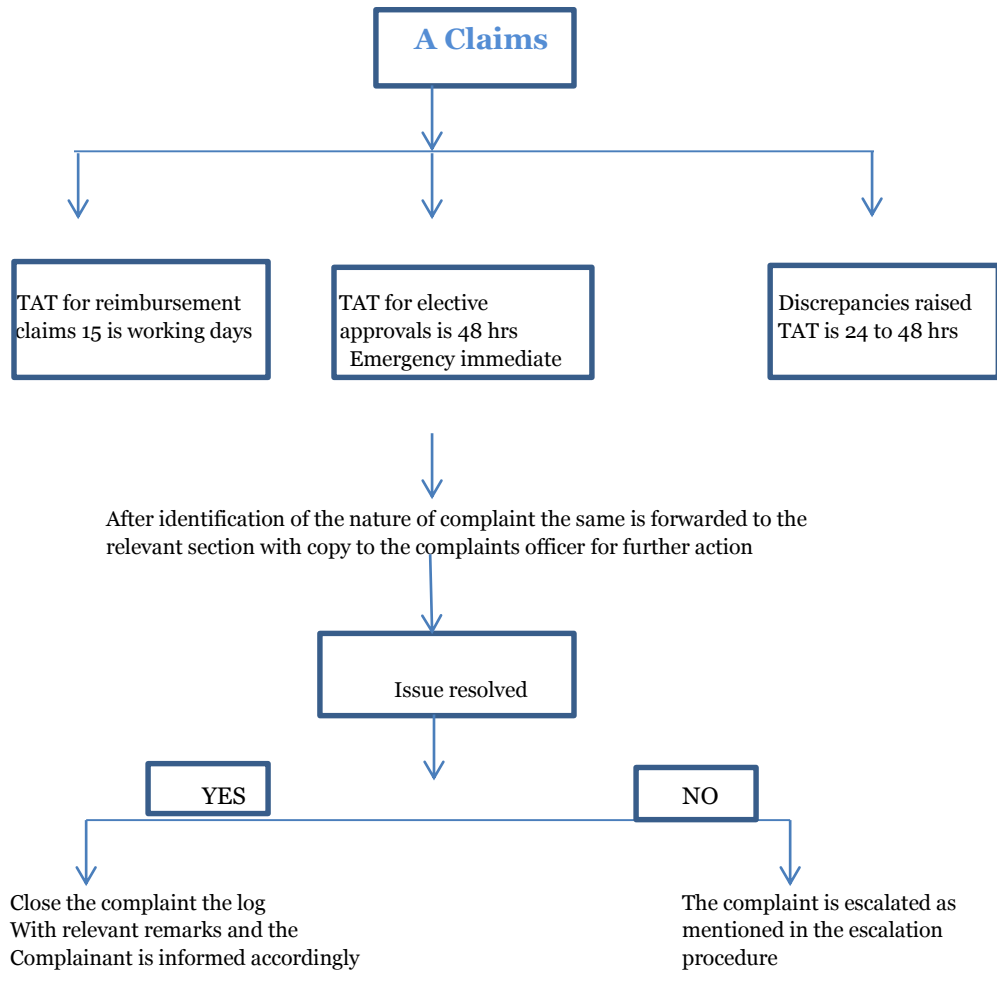 A Claims
TAT for reimbursement
claims 15 is working days
TAT for elective
approvals is 48 hrs
Emergency immediate
Discrepancies raised
TAT is 24 to 48 hrs
After identification of the nature of complaint the same is forwarded to the
relevant section with copy to the complaints officer for further action
Issue resolved
YES
NO
Close the complaint the log
With relevant remarks and the
Complainant is informed accordingly
The complaint is escalated as
mentioned in the escalation
procedure